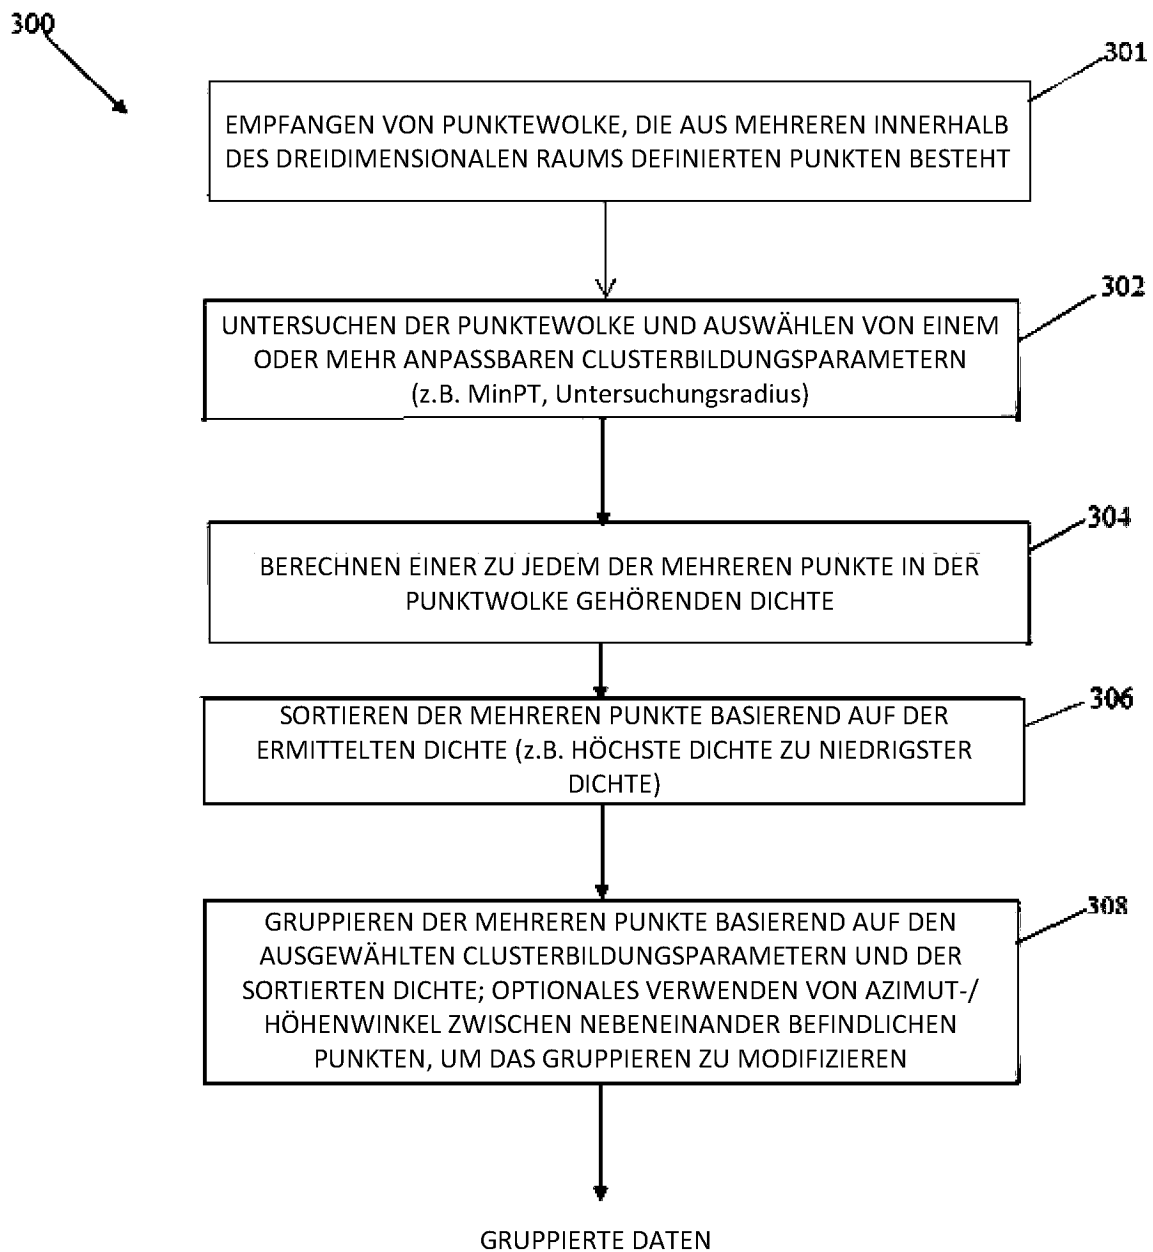 300
301
EMPFANGEN VON PUNKTEWOLKE, DIE AUS MEHREREN INNERHALB
DES DREIDIMENSIONALEN RAUMS DEFINIERTEN PUNKTEN BESTEHT
302
UNTERSUCHEN DER PUNKTEWOLKE UND AUSWÄHLEN VON EINEM
ODER MEHR ANPASSBAREN CLUSTERBILDUNGSPARAMETERN
(z.B. MinPT, Untersuchungsradius)
304
BERECHNEN EINER ZU JEDEM DER MEHREREN PUNKTE IN DER
PUNKTWOLKE GEHÖRENDEN DICHTE
306
SORTIEREN DER MEHREREN PUNKTE BASIEREND AUF DER
ERMITTELTEN DICHTE (z.B. HÖCHSTE DICHTE ZU NIEDRIGSTER
DICHTE)
308
GRUPPIEREN DER MEHREREN PUNKTE BASIEREND AUF DEN
AUSGEWÄHLTEN CLUSTERBILDUNGSPARAMETERN UND DER
SORTIERTEN DICHTE; OPTIONALES VERWENDEN VON AZIMUT-/
HÖHENWINKEL ZWISCHEN NEBENEINANDER BEFINDLICHEN
PUNKTEN, UM DAS GRUPPIEREN ZU MODIFIZIEREN
GRUPPIERTE DATEN